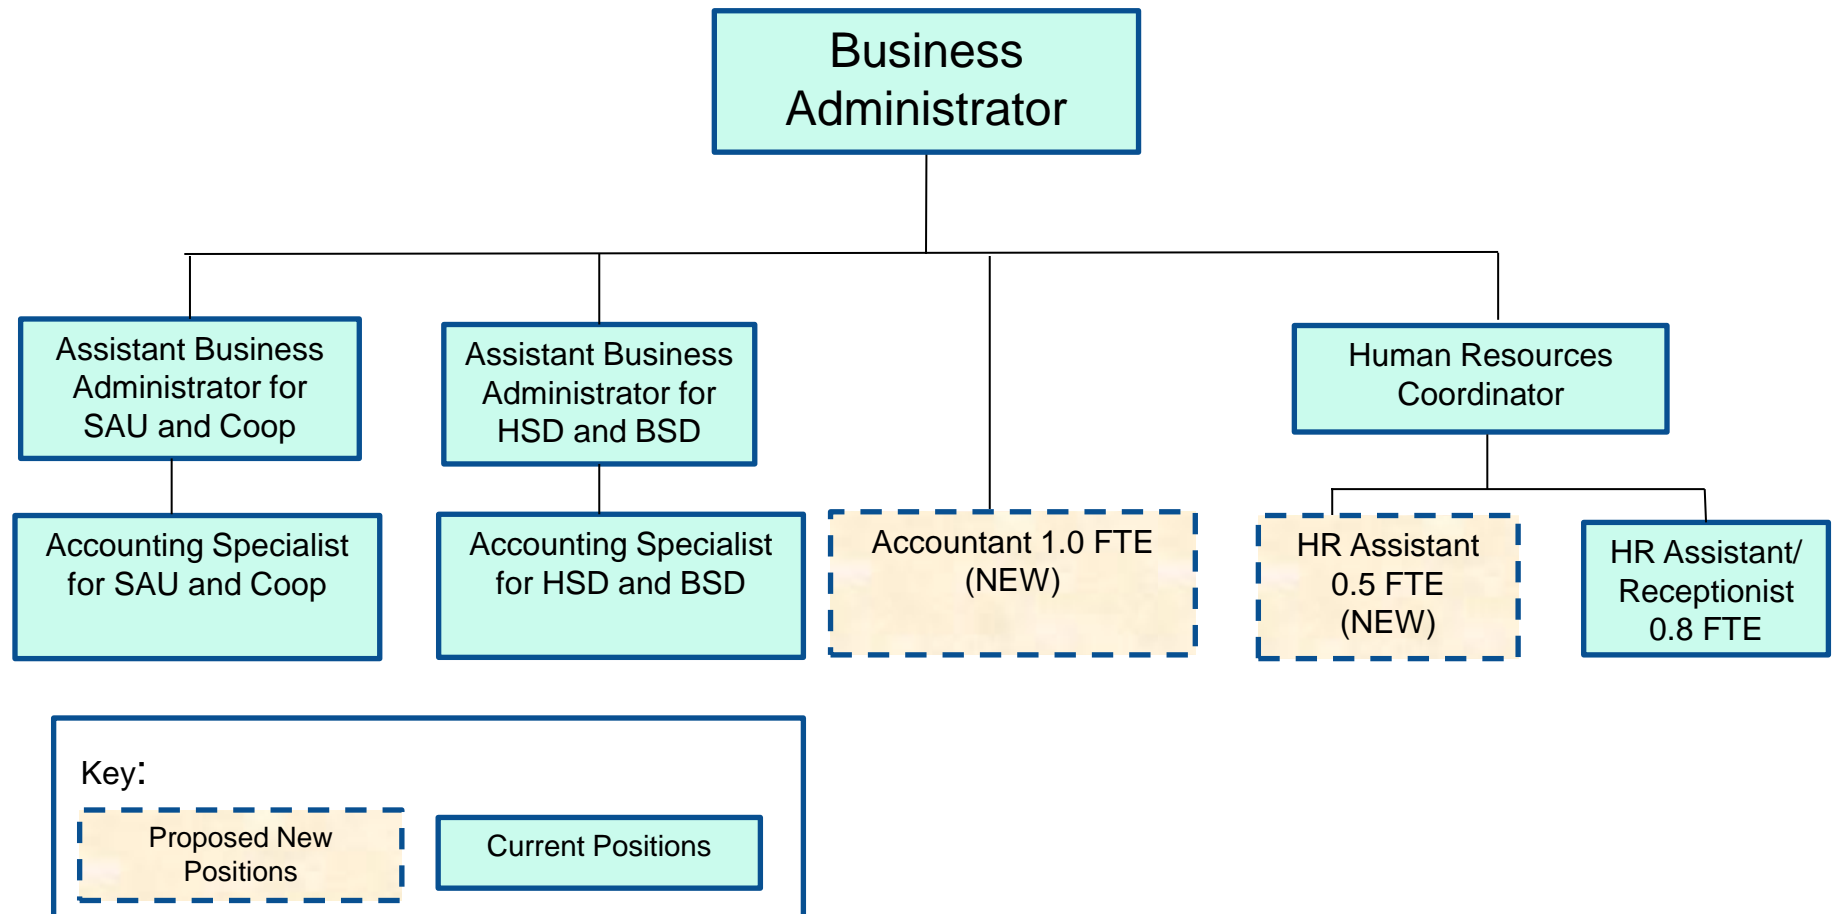 Business
Administrator
Assistant Business
Administrator for
SAU and Coop
Assistant Business
Administrator for
HSD and BSD
Human Resources
Coordinator
Accounting Specialist
for SAU and Coop
Accounting Specialist
for HSD and BSD
Accountant 1.0 FTE
(NEW)
HR Assistant
0.5 FTE
(NEW)
HR Assistant/
Receptionist
0.8 FTE
Key:
Proposed New
Positions
Current Positions